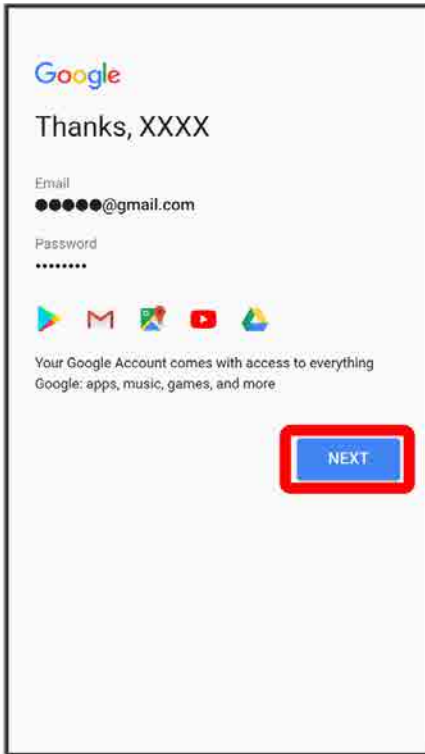 Google
Thanks, XXXX
Email
●●●●●@gmail.com
Password
••••••••
Your Google Account comes with access to everything
Google: apps, music, games, and more
NEXT